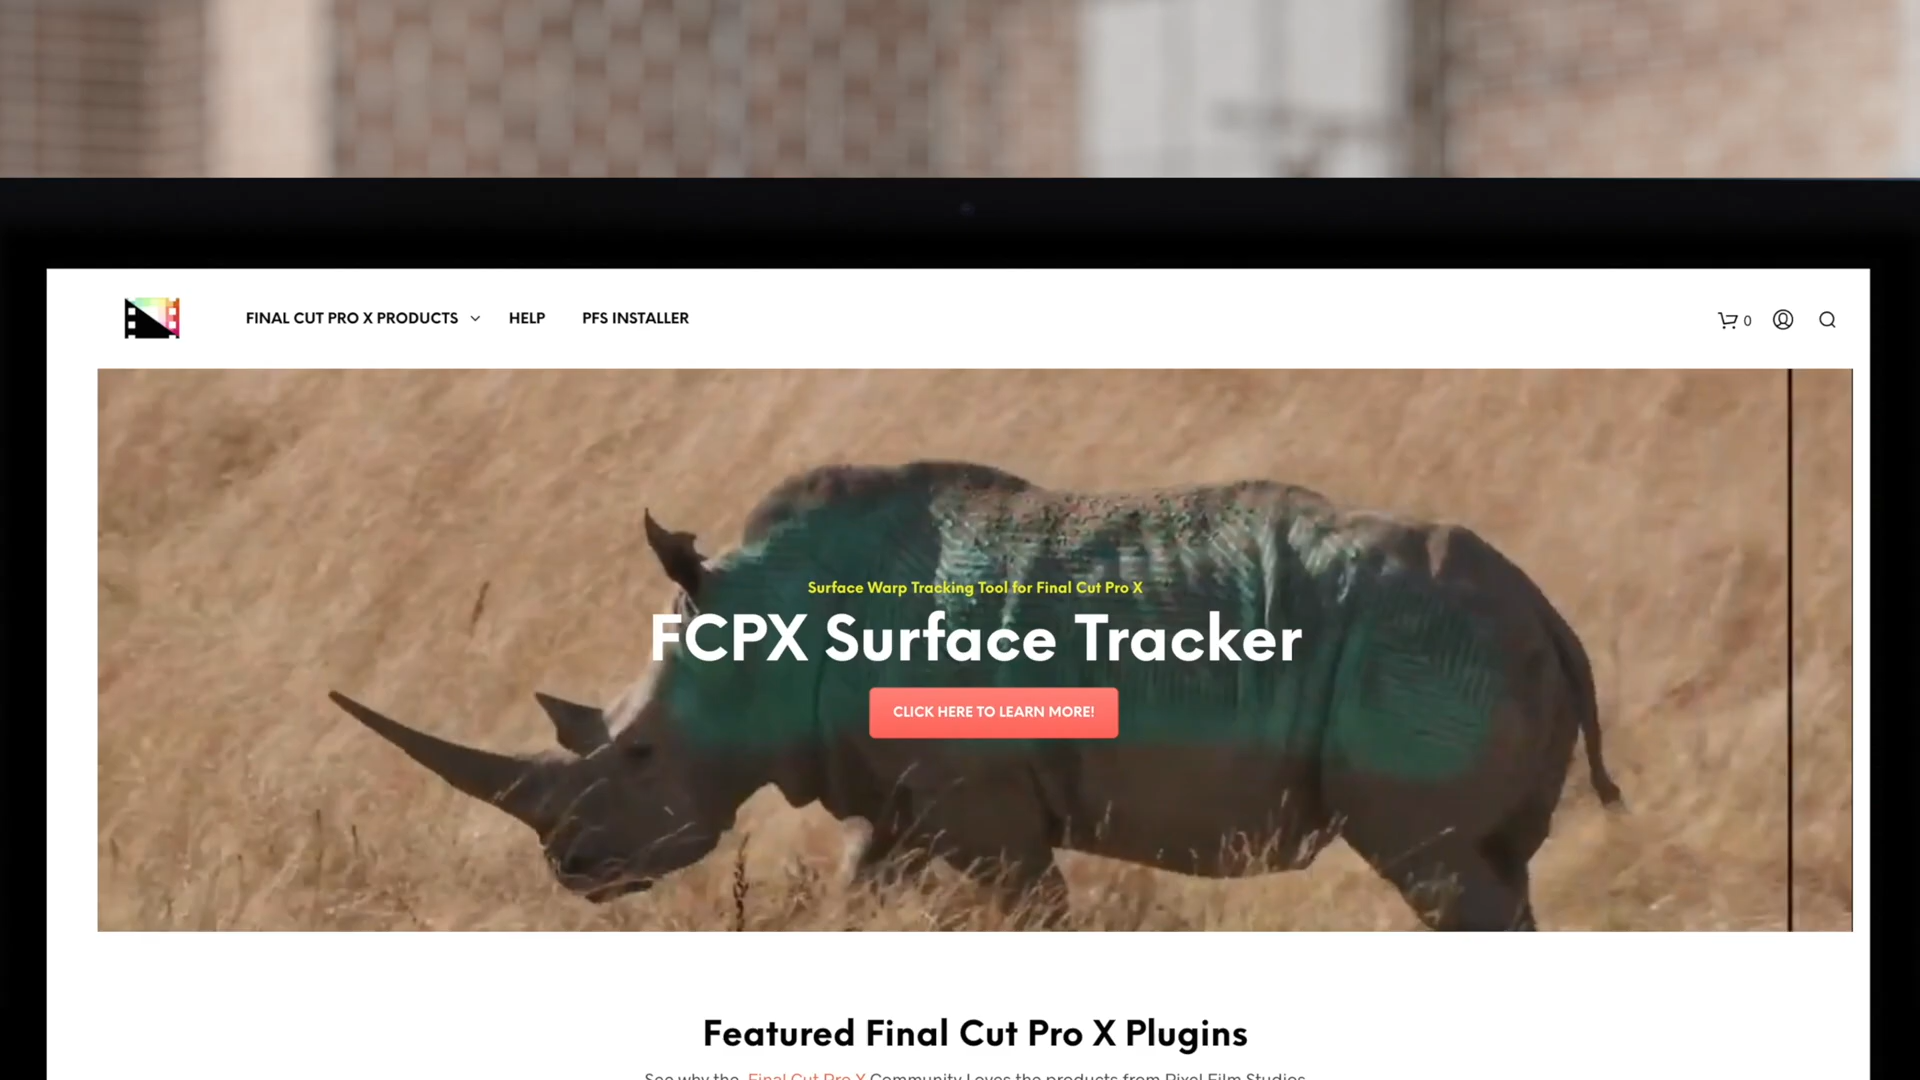 FINAL CUT PRO X PRODUCTS HELP PFS INSTALLER 0
Surface Warp Tracking Tool for Final Cut Pro X
FCPX Surface Tracker
CLICK HERE TO LEARN MORE!
Featured Final Cut Pro X Plugins
See why the Final Cut Pro X Community Loves the products from Pixel Film Studios